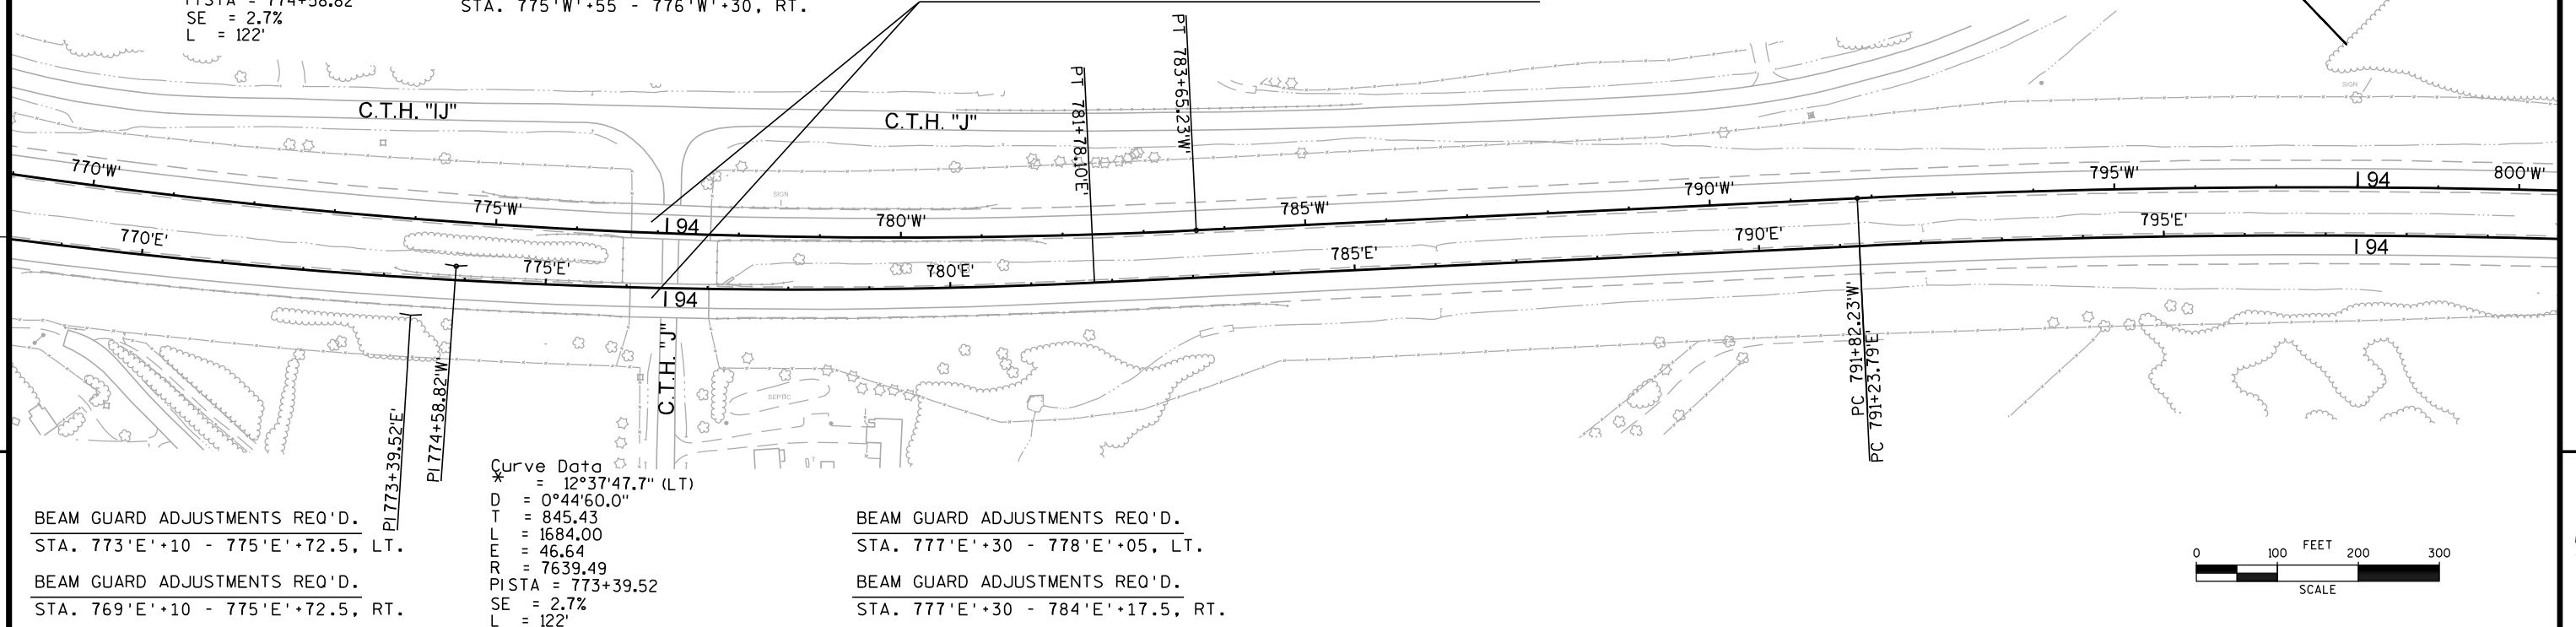 PISTA = 774+58.82
SE = 2.7%
L = 122'
STA. 775'W'+55 - 776'W'+30, RT.
PT 781+78.10'E'
PT 783+65.23'W'
C.T.H. "IJ"
C.T.H. "J"
SIGN
SIGN
770'W'
775'W'
780'W'
785'W'
790'W'
795'W'
800'W'
I 94
I 94
770'E'
775'E'
780'E'
785'E'
790'E'
795'E'
I 94
I 94
C.T.H. "J"
SEPTIC
PI 773+39.52'E'
PI 774+58.82'W'
PC 791+82.23'W'
PC 791+23.79'E'
Curve Data
* = 12°37'47.7" (LT)
D = 0°44'60.0"
T = 845.43
L = 1684.00
E = 46.64
R = 7639.49
PISTA = 773+39.52
SE = 2.7%
L = 122'
BEAM GUARD ADJUSTMENTS REQ'D.
STA. 773'E'+10 - 775'E'+72.5, LT.
BEAM GUARD ADJUSTMENTS REQ'D.
STA. 769'E'+10 - 775'E'+72.5, RT.
BEAM GUARD ADJUSTMENTS REQ'D.
STA. 777'E'+30 - 778'E'+05, LT.
BEAM GUARD ADJUSTMENTS REQ'D.
STA. 777'E'+30 - 784'E'+17.5, RT.
FEET
0 100 200 300
SCALE